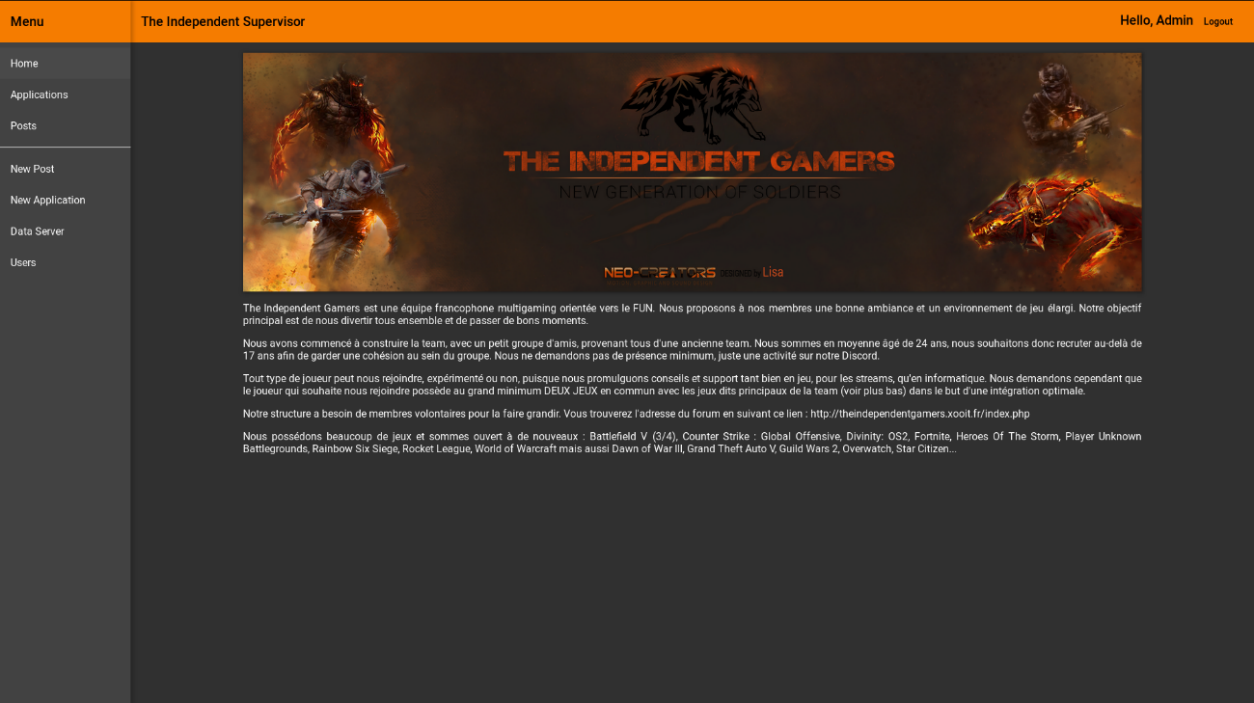 Menu
The Independent Supervisor
Hello, Admin Logout
Home
Applications
Posts
New Post
New Application
Data Server
Users
THE INDEPENDENT GAMERS
NEW GENERATION OF SOLDIERS
NEO-CREATORS DESIGNED by Lisa
The Independent Gamers est une équipe francophone multigaming orientée vers le FUN. Nous proposons à nos membres une bonne ambiance et un environnement de jeu élargi. Notre objectif
principal est de nous divertir tous ensemble et de passer de bons moments.
Nous avons commencé à construire la team, avec un petit groupe d'amis, provenant tous d'une ancienne team. Nous sommes en moyenne âgé de 24 ans, nous souhaitons donc recruter au-delà de
17 ans afin de garder une cohésion au sein du groupe. Nous ne demandons pas de présence minimum, juste une activité sur notre Discord.
Tout type de joueur peut nous rejoindre, expérimenté ou non, puisque nous promulguons conseils et support tant bien en jeu, pour les streams, qu'en informatique. Nous demandons cependant que
le joueur qui souhaite nous rejoindre possède au grand minimum DEUX JEUX en commun avec les jeux dits principaux de la team (voir plus bas) dans le but d'une intégration optimale.
Notre structure a besoin de membres volontaires pour la faire grandir. Vous trouverez l'adresse du forum en suivant ce lien : http://theindependentgamers.xooit.fr/index.php
Nous possédons beaucoup de jeux et sommes ouvert à de nouveaux : Battlefield V (3/4), Counter Strike : Global Offensive, Divinity: OS2, Fortnite, Heroes Of The Storm, Player Unknown
Battlegrounds, Rainbow Six Siege, Rocket League, World of Warcraft mais aussi Dawn of War III, Grand Theft Auto V, Guild Wars 2, Overwatch, Star Citizen...